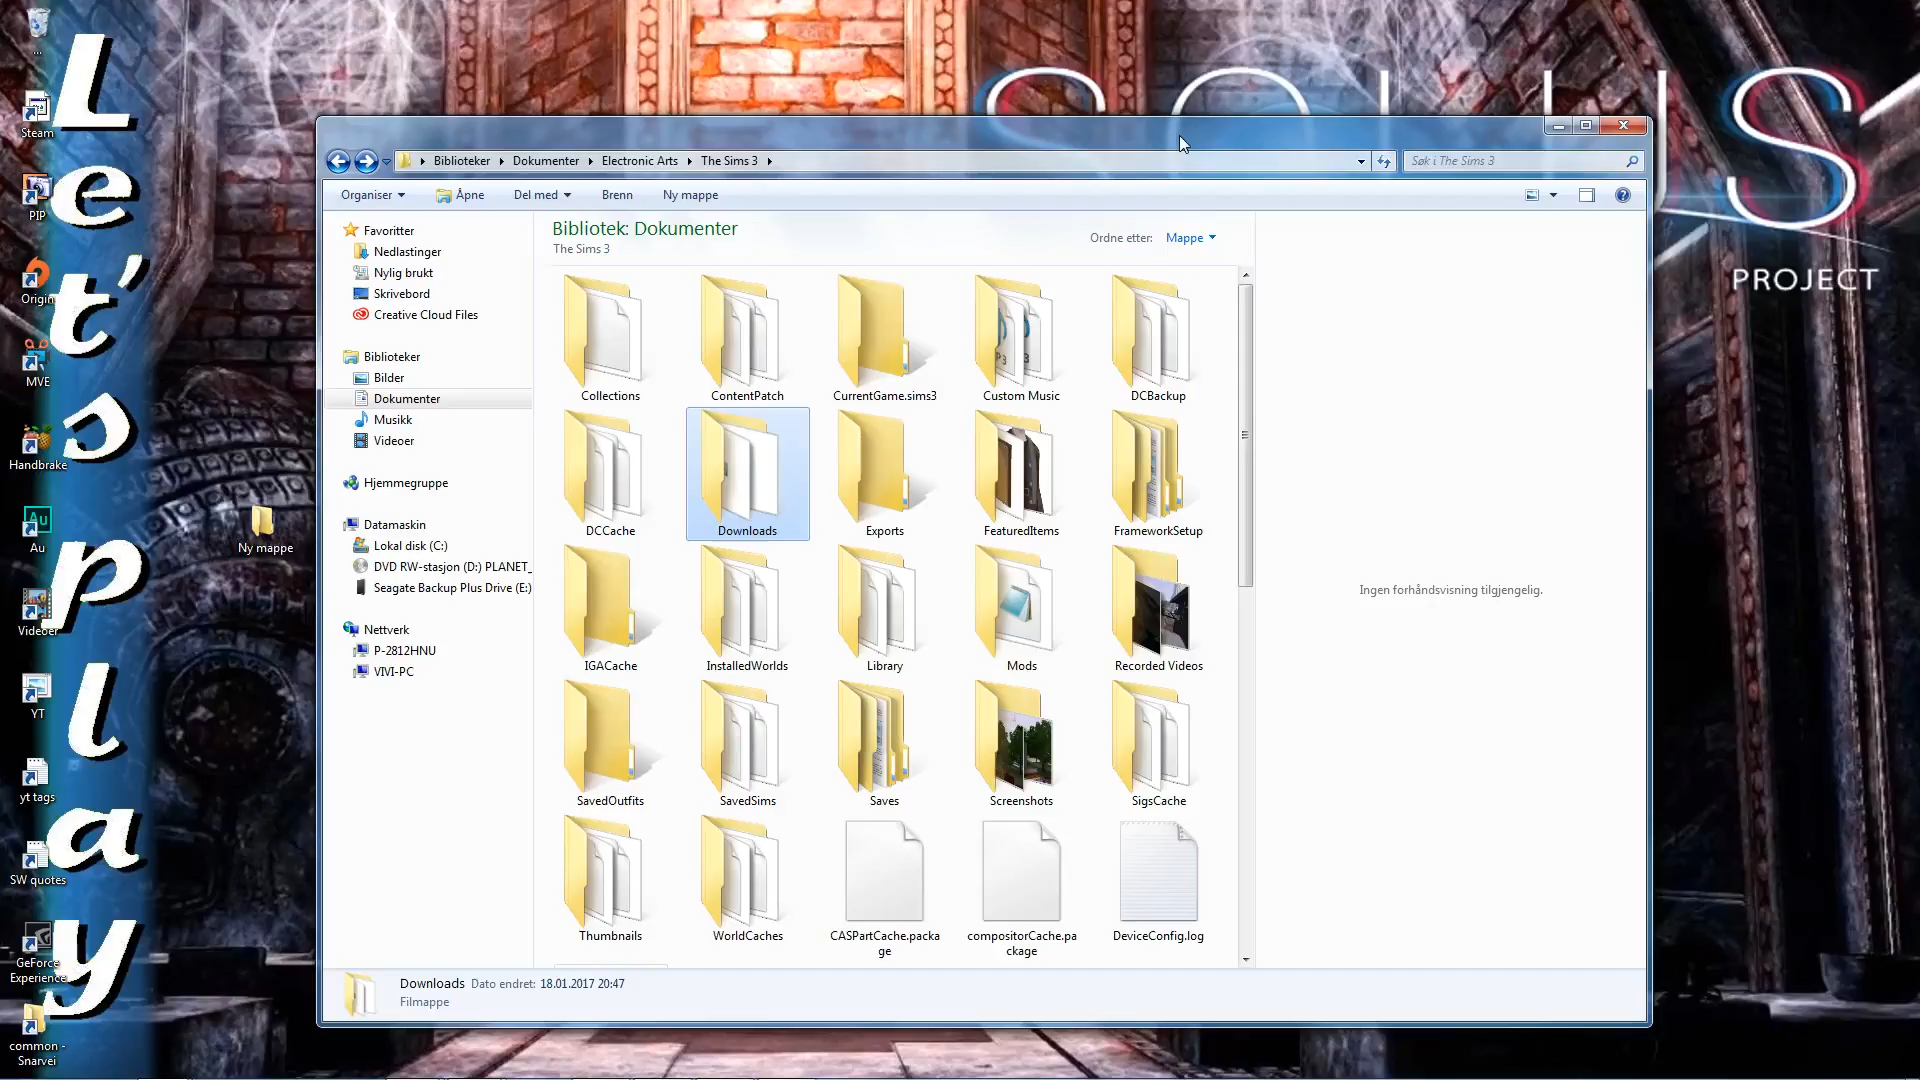 Let's play
...
Steam
PIP
Origin
MVE
Handbrake
Au
Au
Videoer
YT
yt tags
SW quotes
GeForce
Experience
common -
Snarvei
Ny mappe
SOLUS
PROJECT
Biblioteker Dokumenter Electronic Arts The Sims 3
Søk i The Sims 3
Organiser Åpne Del med Brenn Ny mappe
Favoritter
Nedlastinger
Nylig brukt
Skrivebord
Creative Cloud Files
Biblioteker
Bilder
Dokumenter
Musikk
Videoer
Hjemmegruppe
Datamaskin
Lokal disk (C:)
DVD RW-stasjon (D:) PLANET_
Seagate Backup Plus Drive (E:)
Nettverk
P-2812HNU
VIVI-PC
Bibliotek: Dokumenter
The Sims 3
Ordne etter: Mappe
Collections ContentPatch CurrentGame.sims3 Custom Music DCBackup
DCCache Downloads Exports FeaturedItems FrameworkSetup
IGACache InstalledWorlds Library Mods Recorded Videos
SavedOutfits SavedSims Saves Screenshots SigsCache
Thumbnails WorldCaches CASPartCache.packa compositorCache.pa DeviceConfig.log
ge ckage
Ingen forhåndsvisning tilgjengelig.
Downloads Dato endret: 18.01.2017 20:47
Filmappe